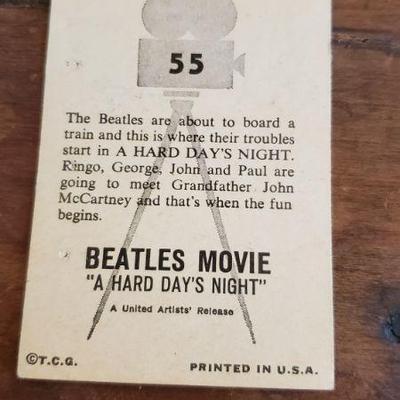 55
The Beatles are about to board a
train and this is where their troubles
start in A HARD DAY'S NIGHT.
Ringo, George, John and Paul are
going to meet Grandfather John
McCartney and that's when the fun
begins.
BEATLES MOVIE
"A HARD DAY'S NIGHT"
A United Artists' Release
©T.C.G.
PRINTED IN U.S.A.